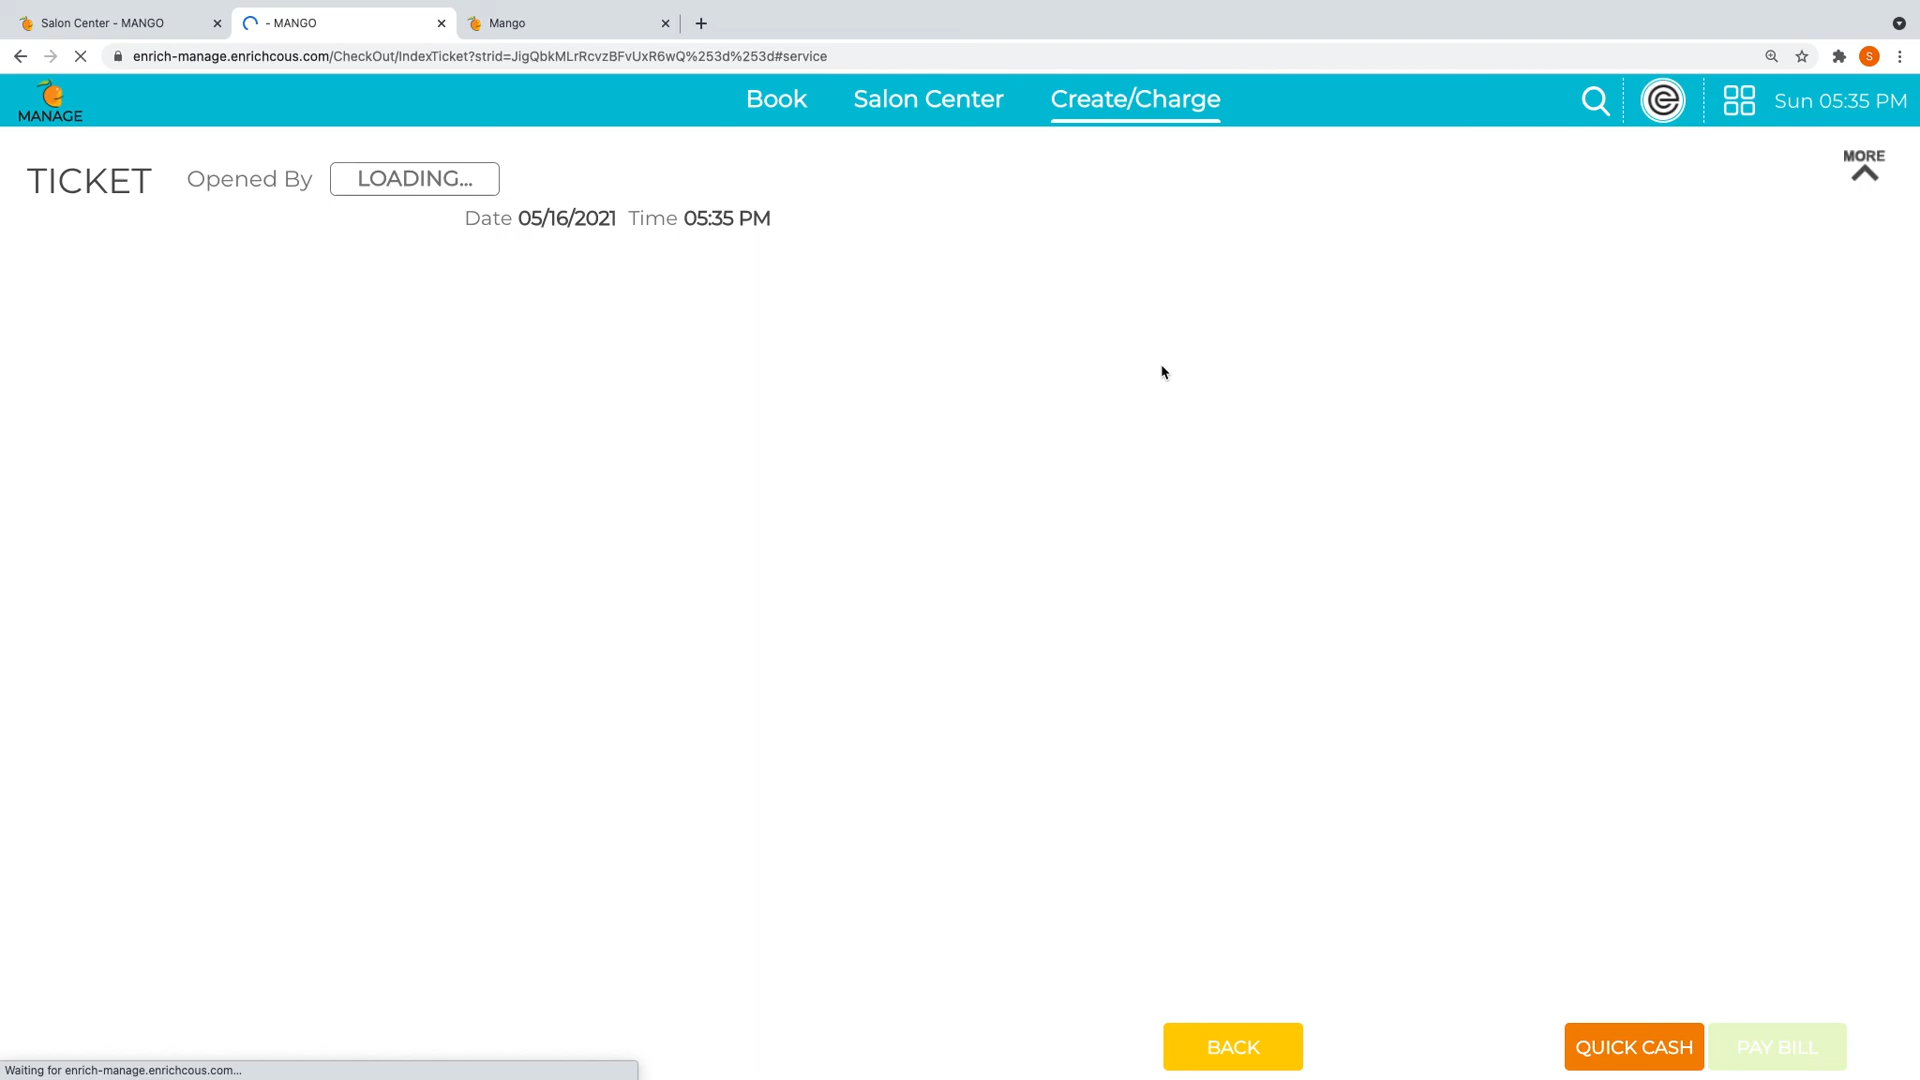 Salon Center - MANGO
- MANGO
Mango
enrich-manage.enrichcous.com/CheckOut/IndexTicket?strid=JigQbkMLrRcvzBFvUxR6wQ%253d%253d#service
S
MANAGE
Book
Salon Center
Create/Charge
Sun 05:35 PM
TICKET
Opened By
LOADING...
MORE
Date 05/16/2021 Time 05:35 PM
BACK
QUICK CASH
PAY BILL
Waiting for enrich-manage.enrichcous.com...